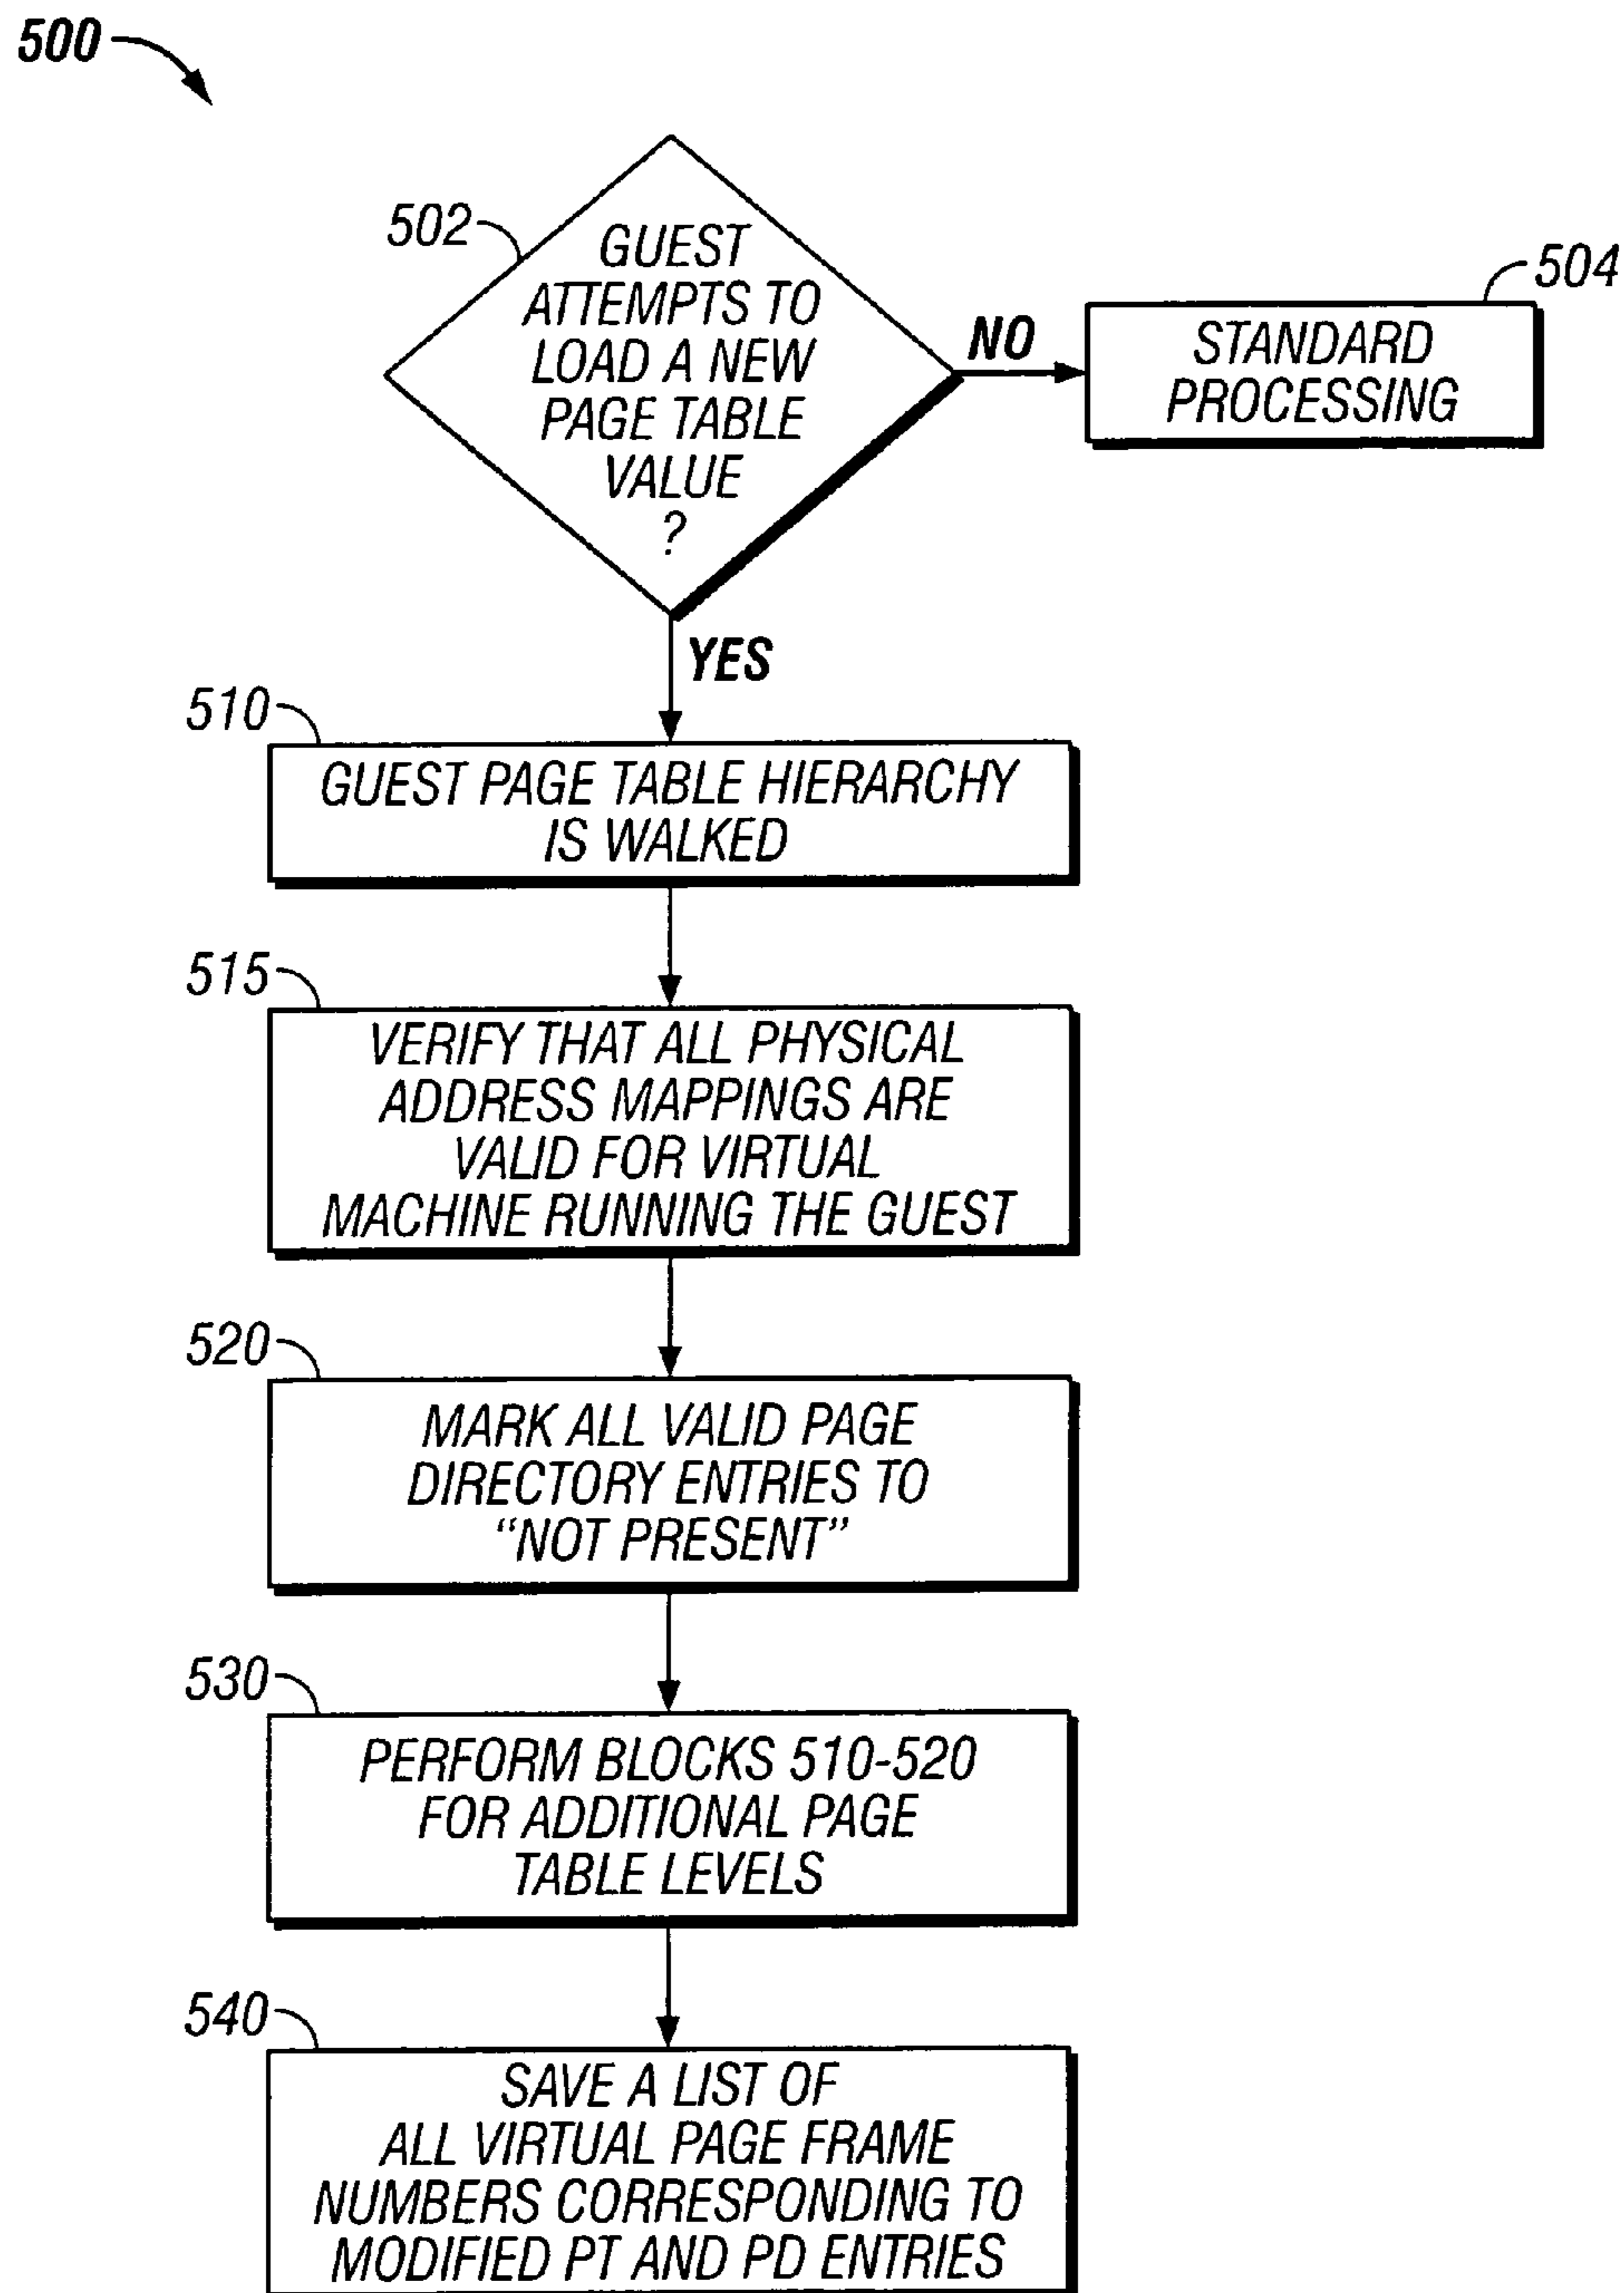 500
502
GUEST
ATTEMPTS TO
LOAD A NEW
PAGE TABLE
VALUE
?
NO
504
STANDARD
PROCESSING
YES
510
GUEST PAGE TABLE HIERARCHY
IS WALKED
515
VERIFY THAT ALL PHYSICAL
ADDRESS MAPPINGS ARE
VALID FOR VIRTUAL
MACHINE RUNNING THE GUEST
520
MARK ALL VALID PAGE
DIRECTORY ENTRIES TO
“NOT PRESENT”
530
PERFORM BLOCKS 510-520
FOR ADDITIONAL PAGE
TABLE LEVELS
540
SAVE A LIST OF
ALL VIRTUAL PAGE FRAME
NUMBERS CORRESPONDING TO
MODIFIED PT AND PD ENTRIES